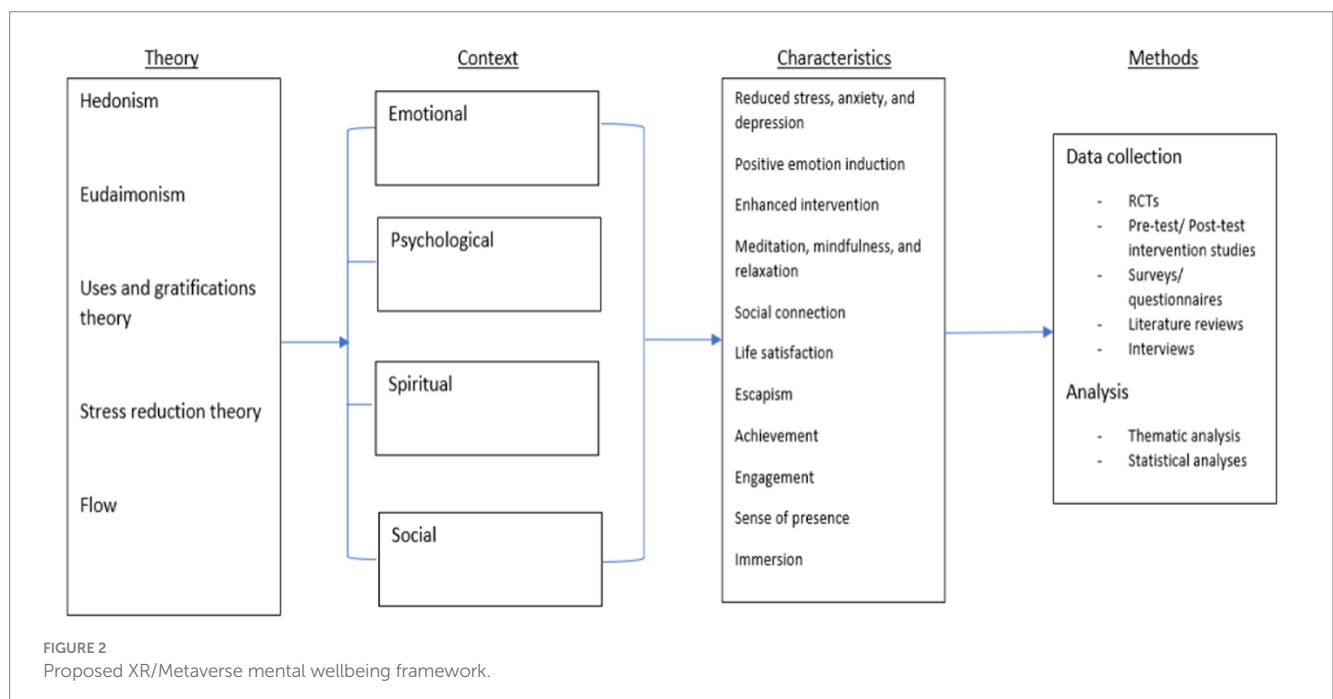 Theory
Hedonism
Eudaimonism
Uses and gratifications
theory
Stress reduction theory
Flow
Context
Emotional
Psychological
Spiritual
Social
Characteristics
Reduced stress, anxiety, and
depression
Positive emotion induction
Enhanced intervention
Meditation, mindfulness, and
relaxation
Social connection
Life satisfaction
Escapism
Achievement
Engagement
Sense of presence
Immersion
Methods
Data collection
- RCTs
- Pre-test/ Post-test
intervention studies
- Surveys/
questionnaires
- Literature reviews
- Interviews
Analysis
- Thematic analysis
- Statistical analyses
FIGURE 2
Proposed XR/Metaverse mental wellbeing framework.